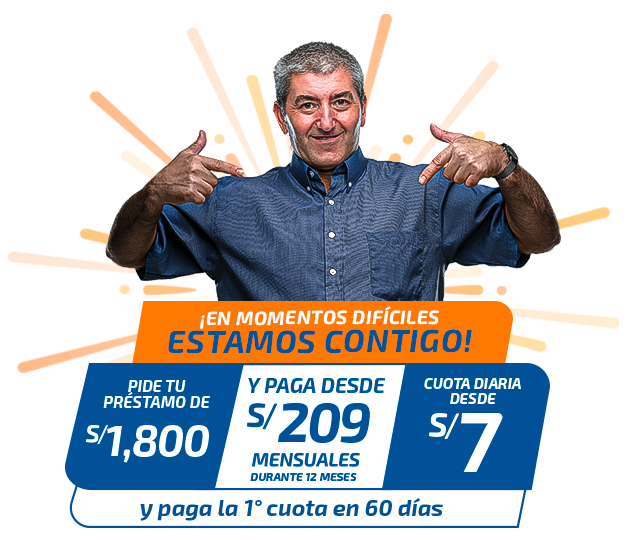 ¡EN MOMENTOS DIFÍCILES
ESTAMOS CONTIGO!
PIDE TU
PRÉSTAMO DE
S/1,800
Y PAGA DESDE
S/209
MENSUALES
DURANTE 12 MESES
CUOTA DIARIA
DESDE
S/7
y paga la 1° cuota en 60 días